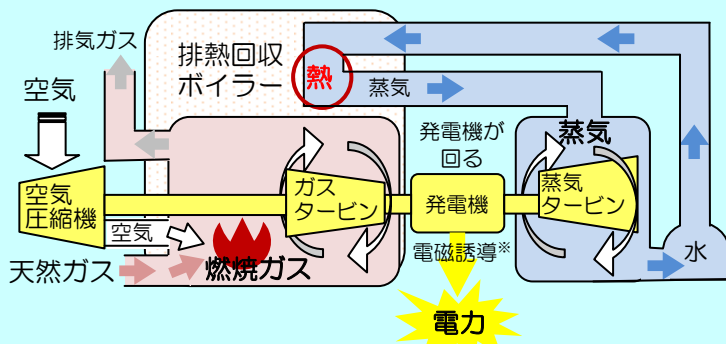 排気ガス
排熱回収
ボイラー
熱
蒸気
空気
発電機が
回る
蒸気
空気
圧縮機
ガス
タービン
発電機
蒸気
タービン
空気
天然ガス
燃焼ガス
電磁誘導※
水
電力